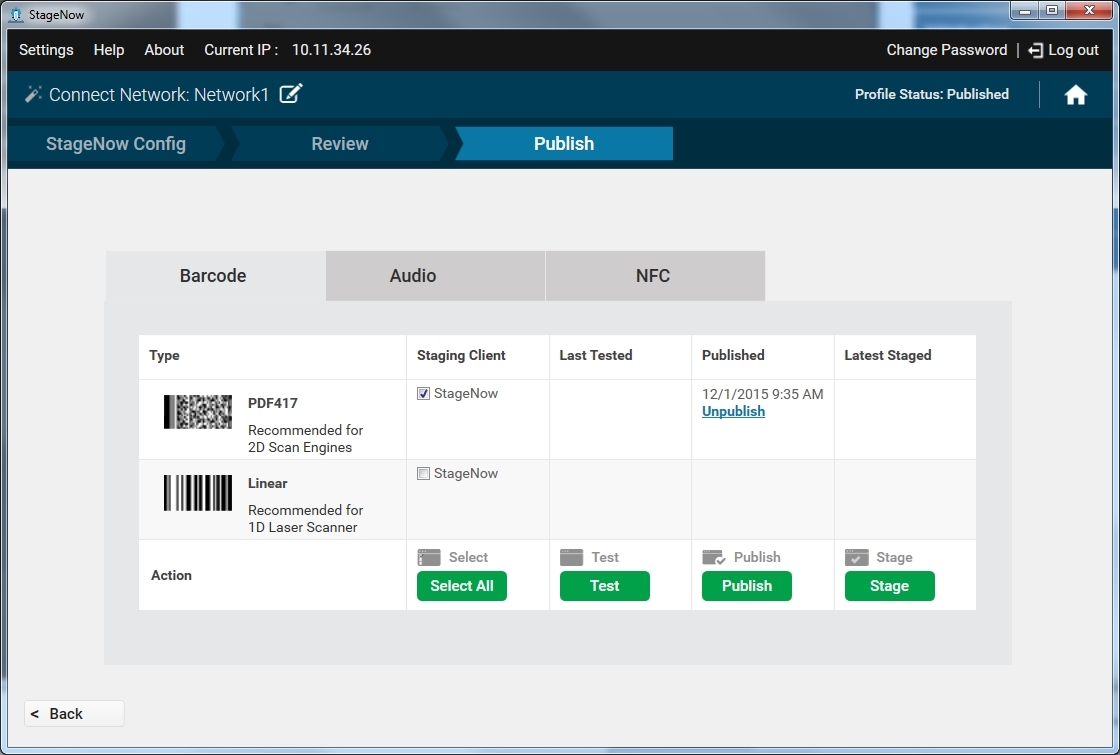 StageNow
Settings Help About Current IP : 10.11.34.26 Change Password | Log out
Connect Network: Network1 Profile Status: Published
StageNow Config Review Publish
Barcode Audio NFC
Type Staging Client Last Tested Published Latest Staged
PDF417
Recommended for
2D Scan Engines
StageNow
12/1/2015 9:35 AM
Unpublish
Linear
Recommended for
1D Laser Scanner
StageNow
Action
Select Test Publish Stage
Select All Test Publish Stage
< Back